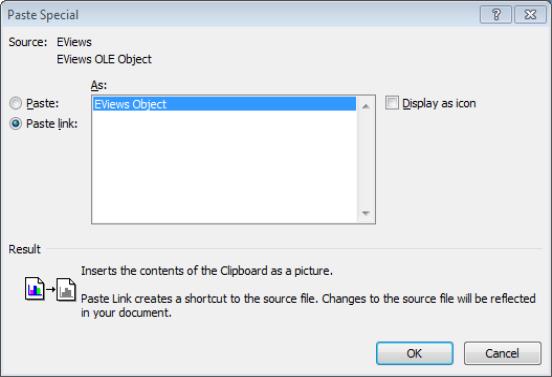 Paste Special
Source: EViews
EViews OLE Object
As:
Paste:
EViews Object
Display as icon
Paste link:
Result
Inserts the contents of the Clipboard as a picture.
Paste Link creates a shortcut to the source file. Changes to the source file will be reflected
in your document.
OK
Cancel